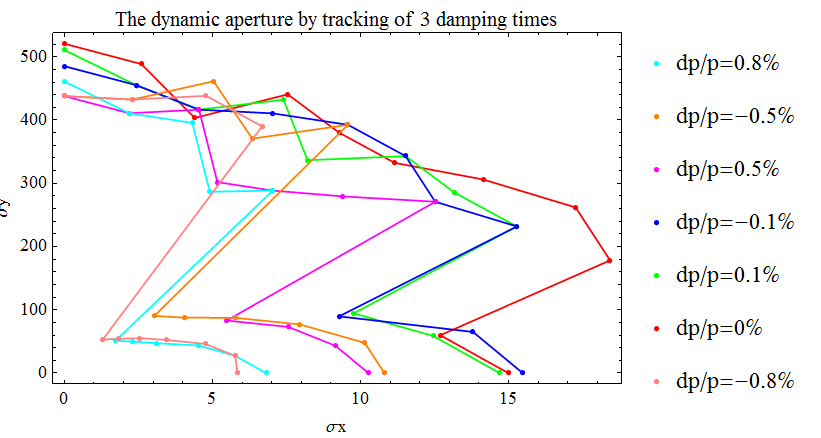 The dynamic aperture by tracking of 3 damping times
500
400
300
200
100
0
σy
0
5
10
15
σx
dp/p=0.8%
dp/p=−0.5%
dp/p=0.5%
dp/p=−0.1%
dp/p=0.1%
dp/p=0%
dp/p=−0.8%